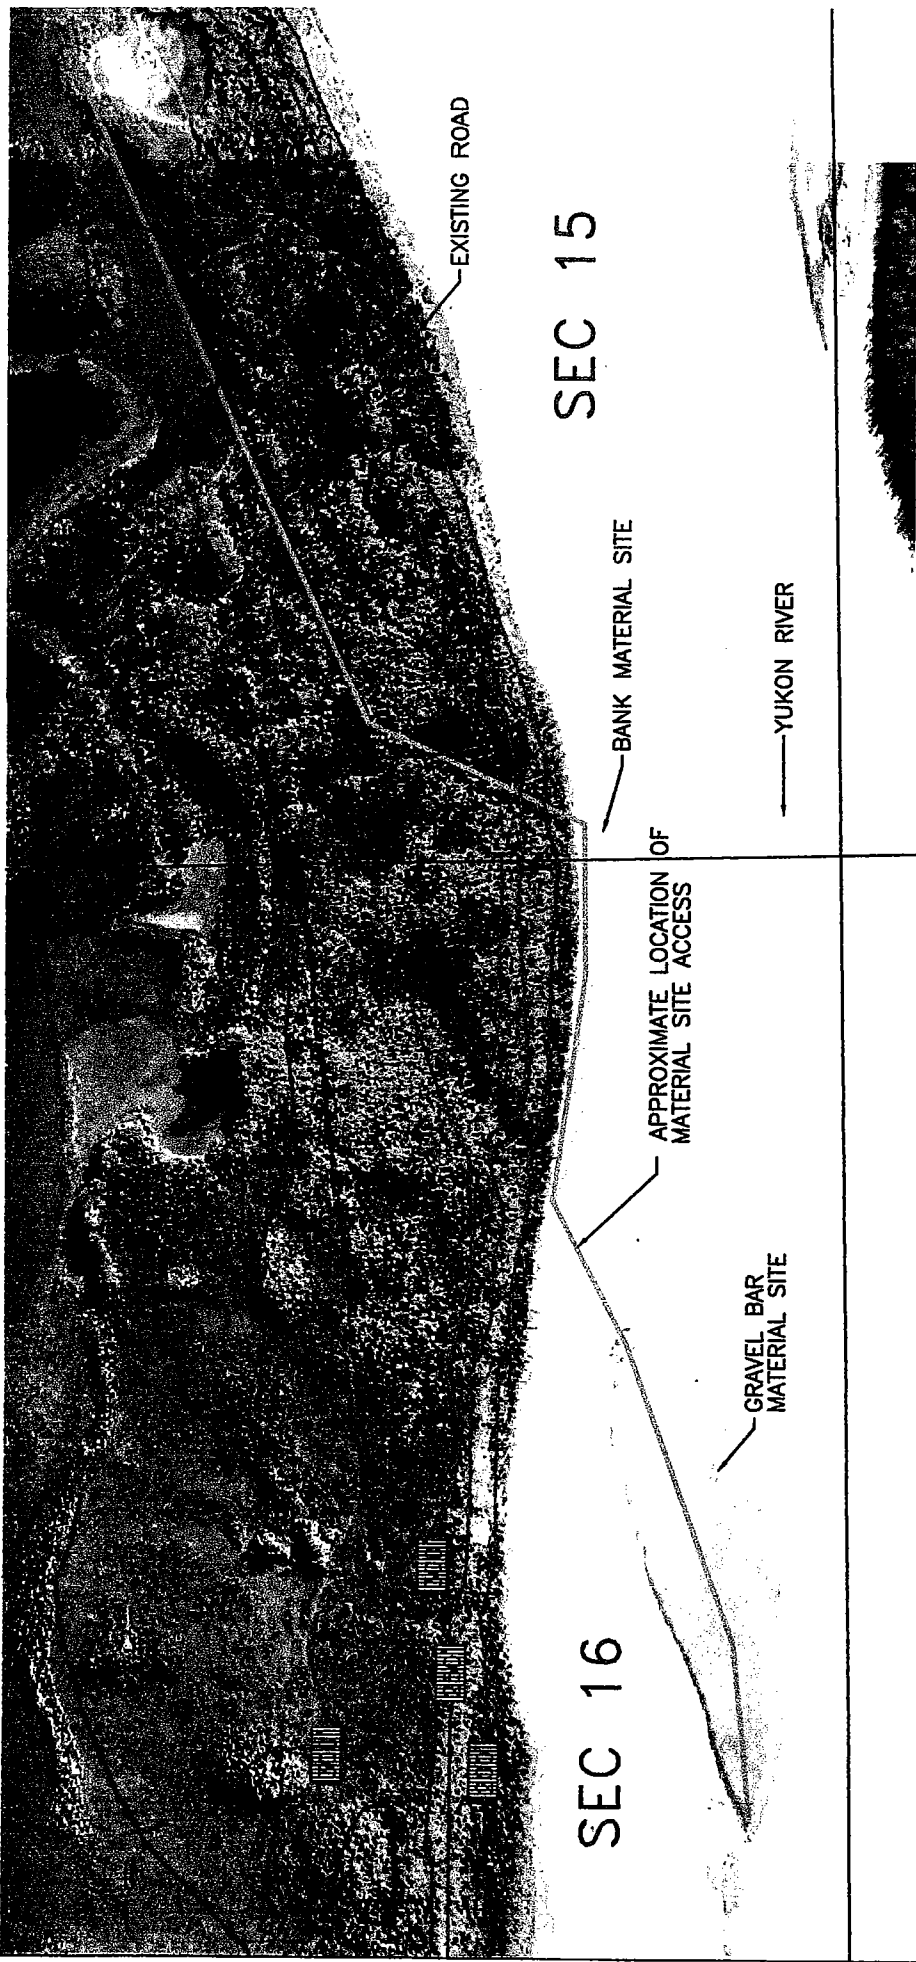 EXISTING ROAD
SEC 15
BANK MATERIAL SITE
YUKON RIVER
APPROXIMATE LOCATION OF
MATERIAL SITE ACCESS
GRAVEL BAR
MATERIAL SITE
SEC 16